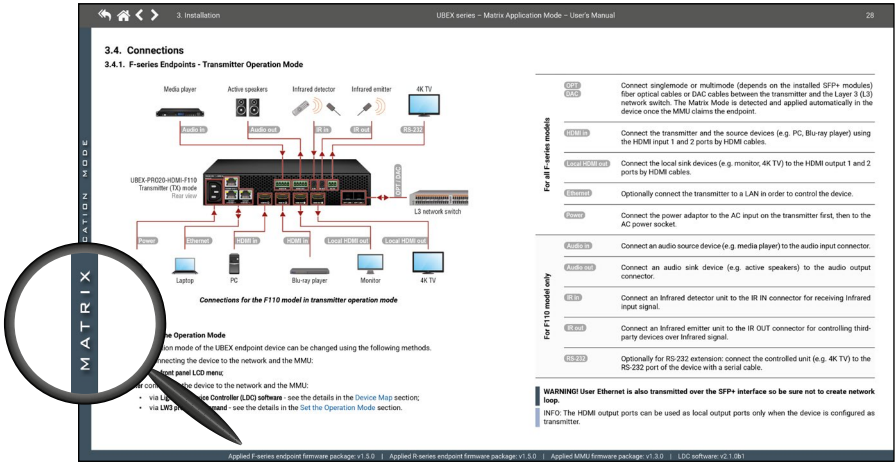 3. Installation
UBEX series – Matrix Application Mode – User's Manual
28
3.4. Connections
3.4.1. F-series Endpoints - Transmitter Operation Mode
Media player
Active speakers
Infrared detector
Infrared emitter
4K TV
Audio in
Audio out
IR in
IR out
RS-232
UBEX-PRO20-HDMI-F110
Transmitter (TX) mode
Rear view
OPT / DAC
L3 network switch
Power
Ethernet
HDMI in
HDMI in
Local HDMI out
Local HDMI out
Laptop
PC
Blu-ray player
Monitor
4K TV
Connections for the F110 model in transmitter operation mode
MATRIX
CATION MODE
the Operation Mode
mode of the UBEX endpoint device can be changed using the following methods.
the device to the network and the MMU:
front panel LCD menu;
the device to the network and the MMU:
• via Device Controller (LDC) software - see the details in the Device Map section;
• via LW3 - see the details in the Set the Operation Mode section.
For all F-series models
OPT
DAC
Connect singlemode or multimode (depends on the installed SFP+ modules)
fiber optical cables or DAC cables between the transmitter and the Layer 3 (L3)
network switch. The Matrix Mode is detected and applied automatically in the
device once the MMU claims the endpoint.
HDMI in
Connect the transmitter and the source devices (e.g. PC, Blu-ray player) using
the HDMI input 1 and 2 ports by HDMI cables.
Local HDMI out
Connect the local sink devices (e.g. monitor, 4K TV) to the HDMI output 1 and 2
ports by HDMI cables.
Ethernet
Optionally connect the transmitter to a LAN in order to control the device.
Power
Connect the power adaptor to the AC input on the transmitter first, then to the
AC power socket.
For F110 model only
Audio in
Connect an audio source device (e.g. media player) to the audio input connector.
Audio out
Connect an audio sink device (e.g. active speakers) to the audio output
connector.
IR in
Connect an Infrared detector unit to the IR IN connector for receiving Infrared
input signal.
IR out
Connect an Infrared emitter unit to the IR OUT connector for controlling third-
party devices over Infrared signal.
RS-232
Optionally for RS-232 extension: connect the controlled unit (e.g. 4K TV) to the
RS-232 port of the device with a serial cable.
WARNING! User Ethernet is also transmitted over the SFP+ interface so be sure not to create network
loop.
INFO: The HDMI output ports can be used as local output ports only when the device is configured as
transmitter.
Applied F-series endpoint firmware package: v1.5.0 | Applied R-series endpoint firmware package: v1.5.0 | Applied MMU firmware package: v1.3.0 | LDC software: v2.1.0b1